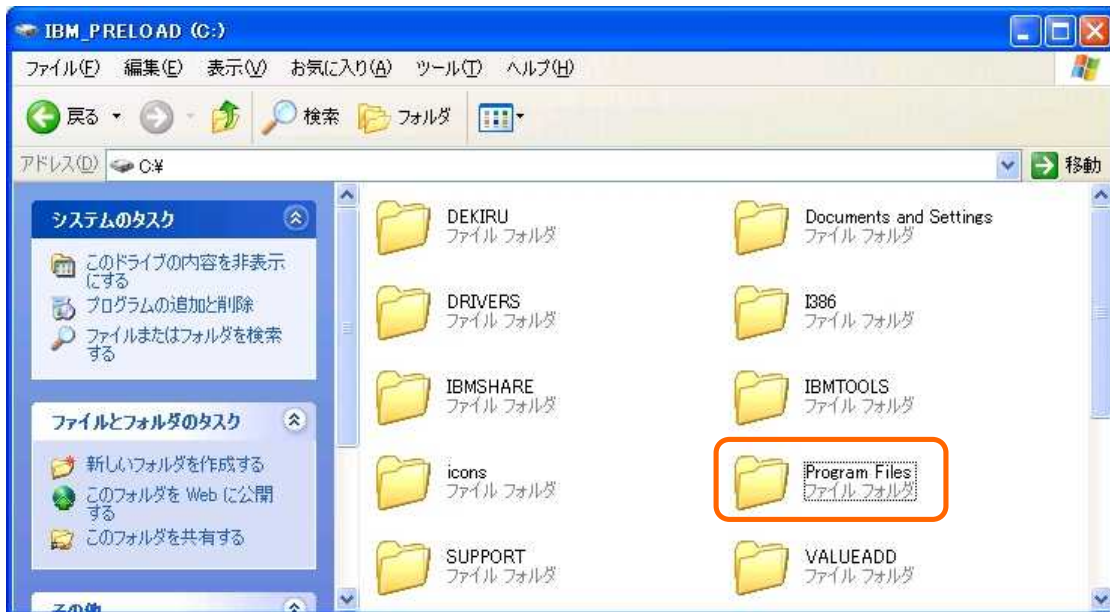 IBM_PRELOAD (C:)
ファイル(F) 編集(E) 表示(V) お気に入り(A) ツール(T) ヘルプ(H)
戻る 検索 フォルダ
アドレス(D) C:¥ 移動
システムのタスク
このドライブの内容を非表示
にする
プログラムの追加と削除
ファイルまたはフォルダを検索
する
ファイルとフォルダのタスク
新しいフォルダを作成する
このフォルダを Web に公開
する
このフォルダを共有する
その他
DEKIRU
ファイル フォルダ
Documents and Settings
ファイル フォルダ
DRIVERS
ファイル フォルダ
I386
ファイル フォルダ
IBMSHARE
ファイル フォルダ
IBMTOOLS
ファイル フォルダ
icons
ファイル フォルダ
Program Files
ファイル フォルダ
SUPPORT
ファイル フォルダ
VALUEADD
ファイル フォルダ